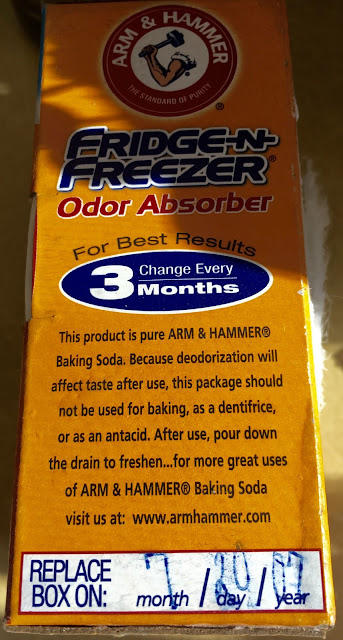 ARM & HAMMER
THE STANDARD OF PURITY
®
FRIDGE-N-
FREEZER®
Odor Absorber
For Best Results
3 Change Every
Months
This product is pure ARM & HAMMER®
Baking Soda. Because deodorization will
affect taste after use, this package should
not be used for baking, as a dentifrice,
or as an antacid. After use, pour down
the drain to freshen...for more great uses
of ARM & HAMMER® Baking Soda
visit us at: www.armhammer.com
REPLACE
BOX ON:
7 / 20 / 07
month / day / year